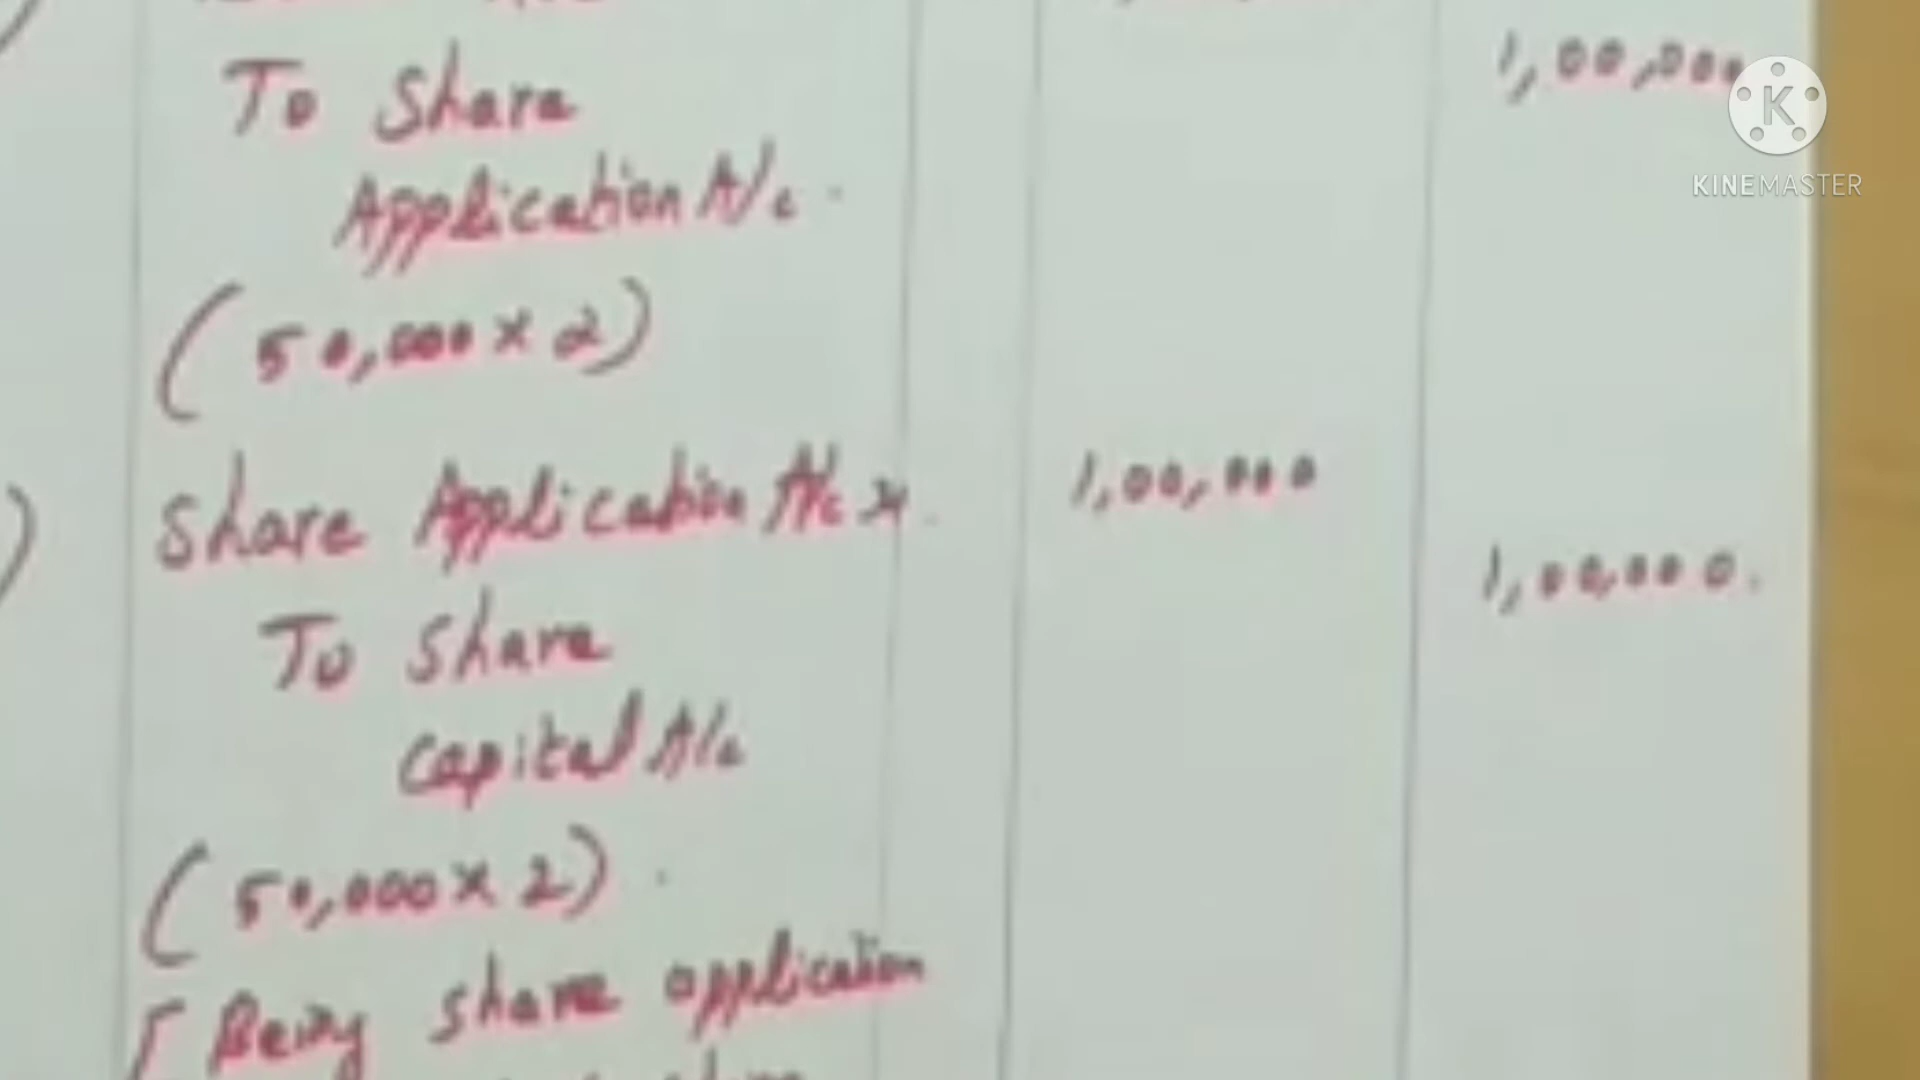 To Share 1,00,000
Application A/c.
(50,000 x 2)
Share Application A/c 1,00,000
To Share 1,00,000.
Capital A/c
(50,000 x 2).
[Being share application
K
KINEMASTER